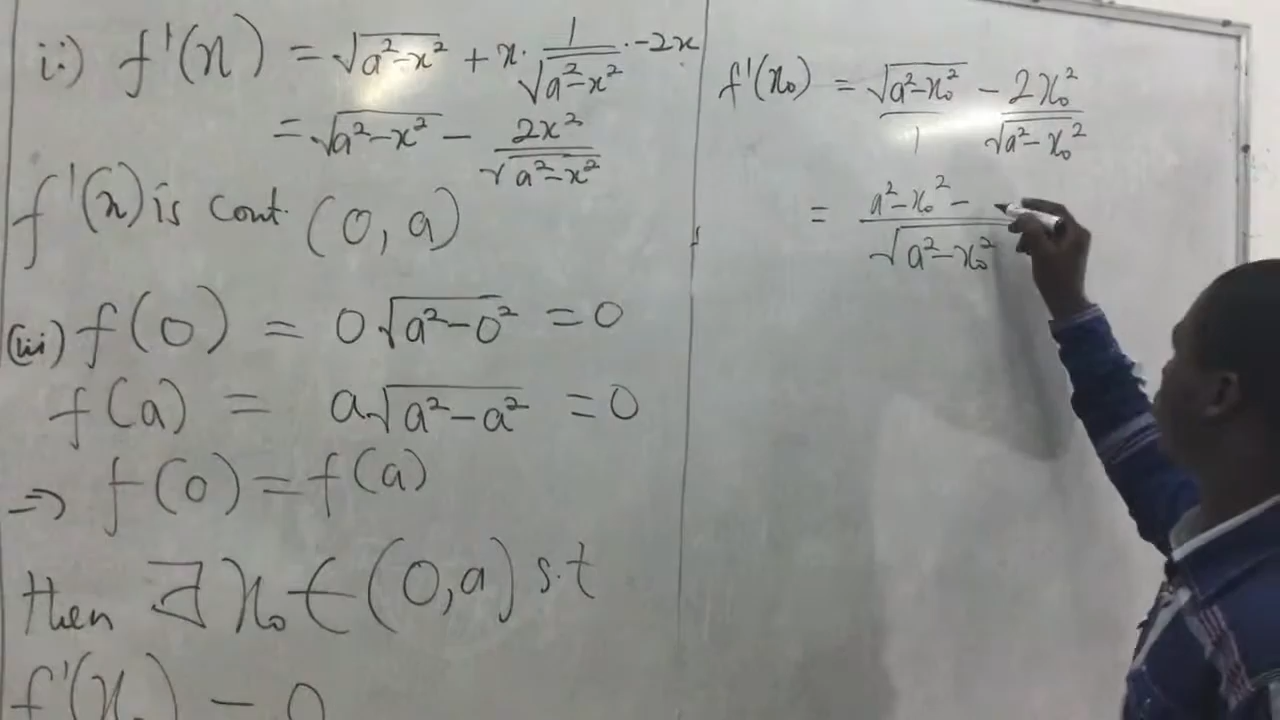 ii) f'(x) = √(a²-x²) + x · 1/√(a²-x²) · -2x
= √(a²-x²) - 2x²/√(a²-x²)
f'(x) is cont. (0, a)
(iii) f(0) = 0√(a²-0²) = 0
f(a) = a√(a²-a²) = 0
⇒ f(0) = f(a)
then ∃ x₀ ∈ (0, a) s.t
f'(x₀) = 0
f'(x₀) = √(a²-x₀²)/1 - 2x₀²/√(a²-x₀²)
= (a²-x₀²-)/√(a²-x₀²)